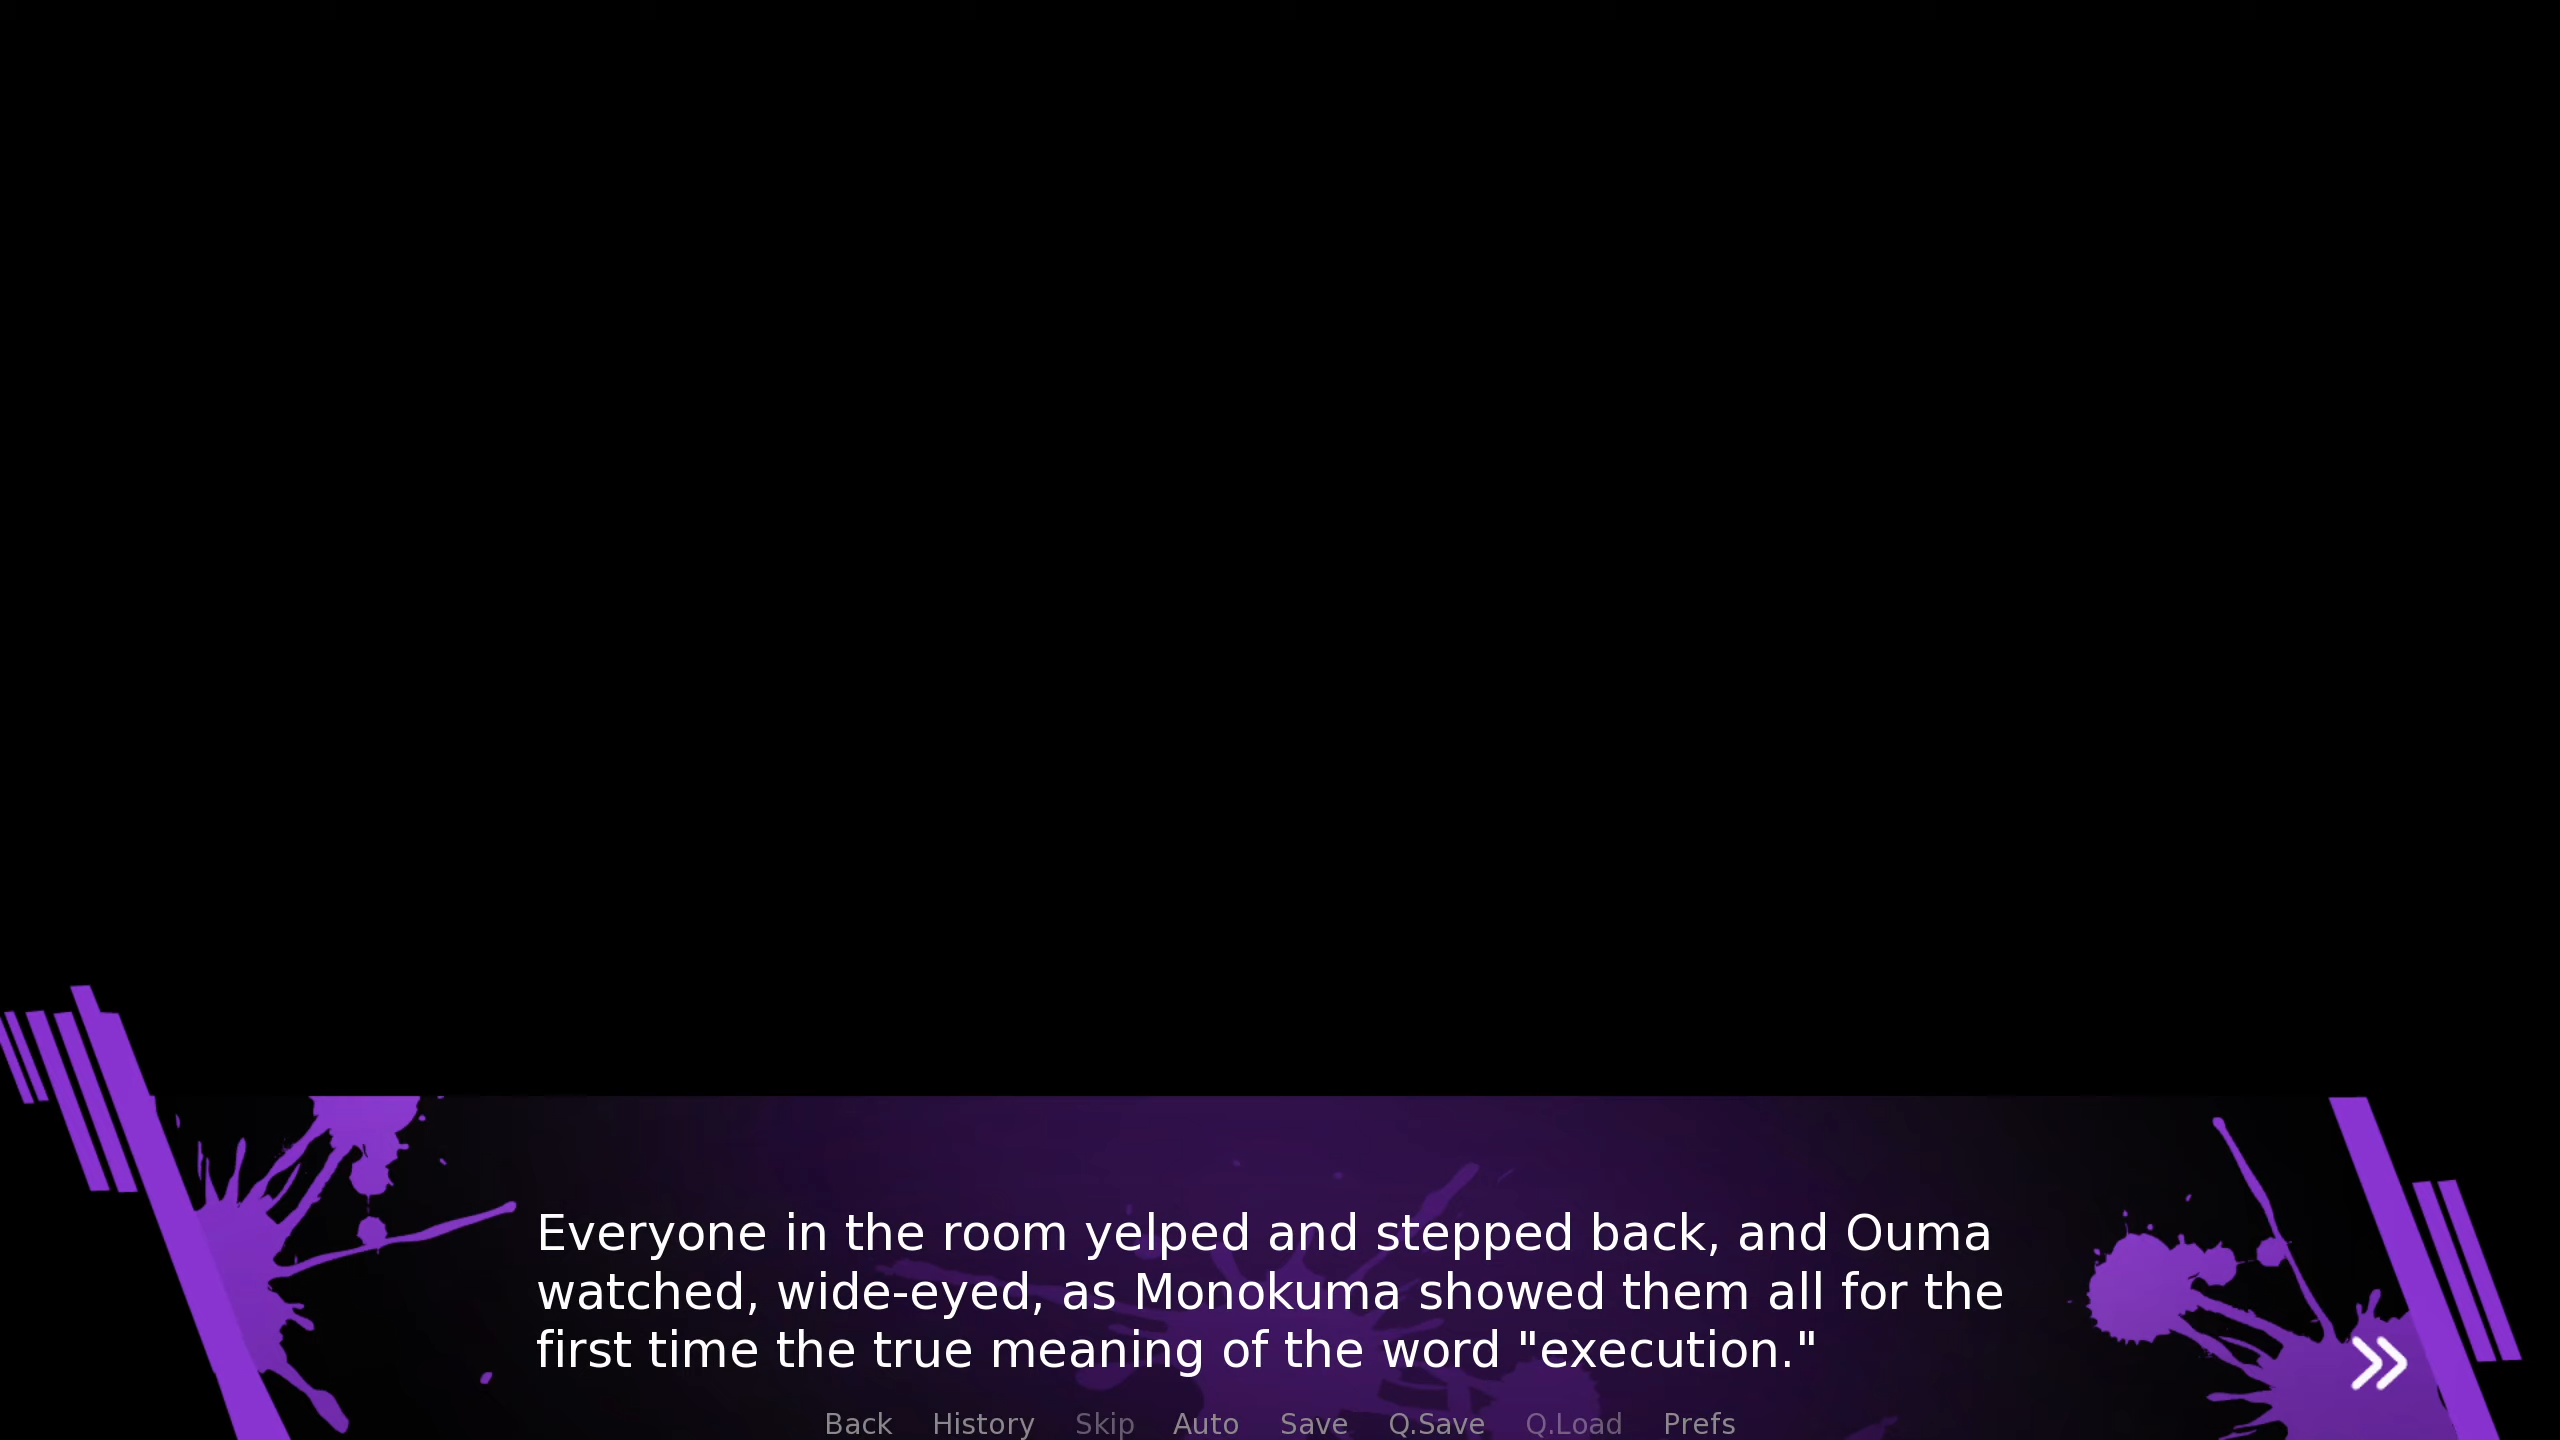 Everyone in the room yelped and stepped back, and Ouma
watched, wide-eyed, as Monokuma showed them all for the
first time the true meaning of the word "execution."
Back History Skip Auto Save Q.Save Q.Load Prefs